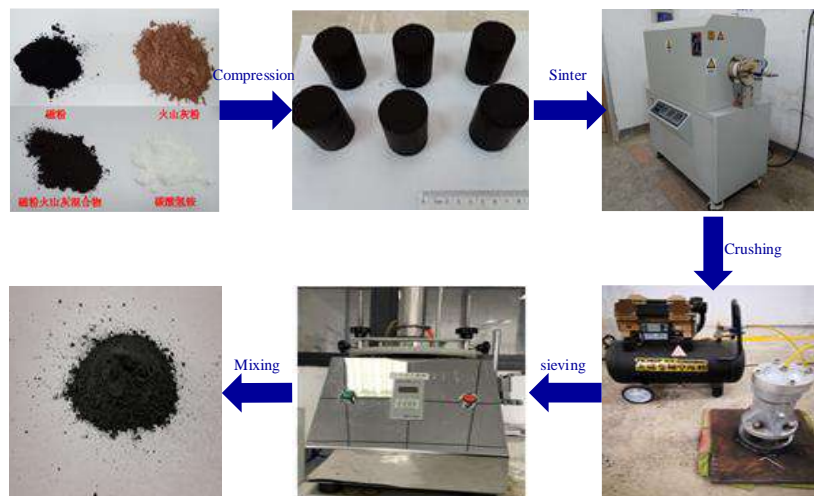 磁粉
火山灰粉
磁粉火山灰混合物
碳酸氢铵
Compression
Sinter
Crushing
sieving
Mixing